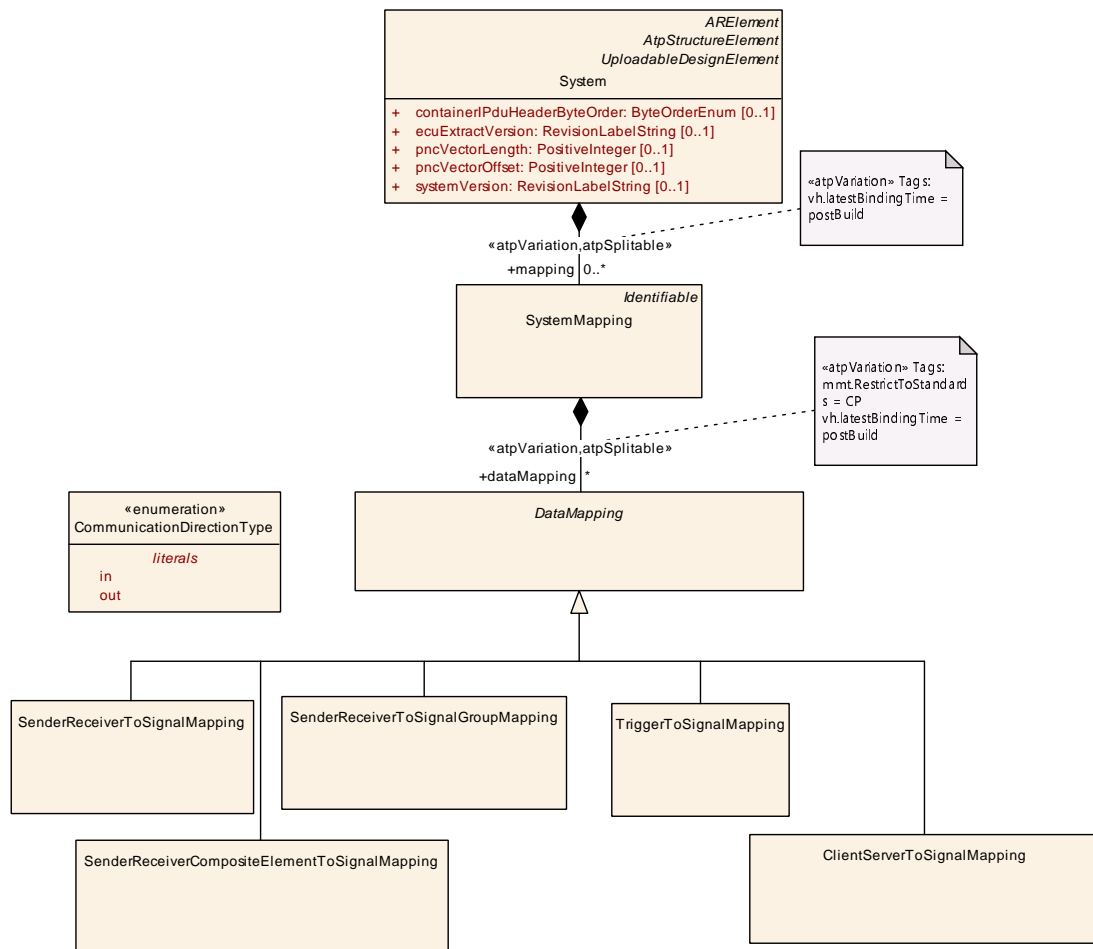 ARElement
AtpStructureElement
UploadableDesignElement
System
+ containerIPduHeaderByteOrder: ByteOrderEnum [0..1]
+ ecuExtractVersion: RevisionLabelString [0..1]
+ pncVectorLength: PositiveInteger [0..1]
+ pncVectorOffset: PositiveInteger [0..1]
+ systemVersion: RevisionLabelString [0..1]
«atpVariation» Tags:
vh.latestBindingTime =
postBuild
«atpVariation,atpSplitable»
+mapping 0..*
Identifiable
SystemMapping
«atpVariation» Tags:
mmt.RestrictToStandard
s = CP
vh.latestBindingTime =
postBuild
«atpVariation,atpSplitable»
+dataMapping *
«enumeration»
CommunicationDirectionType
literals
in
out
DataMapping
SenderReceiverToSignalMapping
SenderReceiverToSignalGroupMapping
TriggerToSignalMapping
SenderReceiverCompositeElementToSignalMapping
ClientServerToSignalMapping